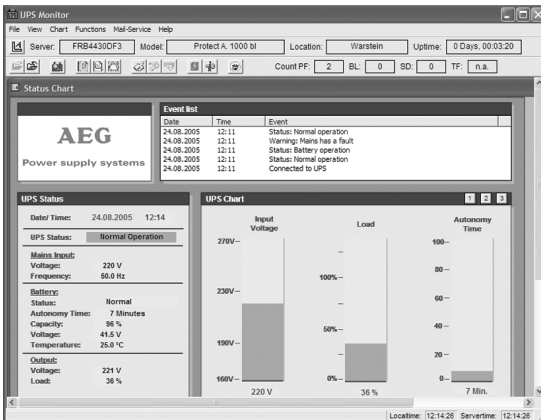 UPS Monitor
File View Chart Functions Mail-Service Help
Server: FRB4430DF3 Model: Protect A. 1000 bl Location: Warstein Uptime: 0 Days, 00:03:20
Count PF: 2 BL: 0 SD: 0 TF: n.a.
Status Chart
AEG
Power supply systems
Event list
Date Time Event
24.08.2005 12:11 Status: Normal operation
24.08.2005 12:11 Warning: Mains has a fault
24.08.2005 12:11 Status: Battery operation
24.08.2005 12:11 Status: Normal operation
24.08.2005 12:11 Connected to UPS
UPS Status
Date/ Time: 24.08.2005 12:14
UPS Status: Normal Operation
Mains Input:
Voltage: 220 V
Frequency: 50.0 Hz
Battery:
Status: Normal
Autonomy Time: 7 Minutes
Capacity: 96 %
Voltage: 41.5 V
Temperature: 25.0 °C
Output:
Voltage: 221 V
Load: 36 %
UPS Chart 1 2 3
Input Voltage
270V
230V
190V
160V
220 V
Load
100%
50%
0%
36 %
Autonomy Time
100
80
60
40
20
0
7 Min.
Localtime: 12:14:26 Servertime: 12:14:26